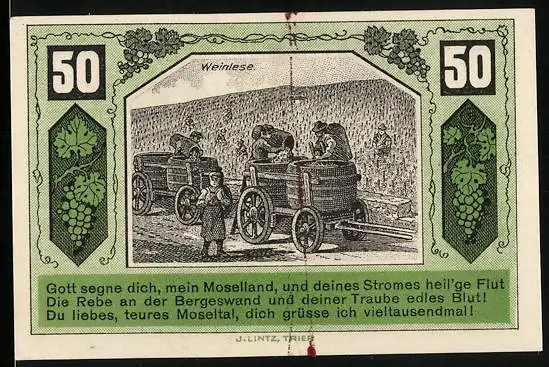 50
50
Weinlese.
Gott segne dich, mein Moselland, und deines Stromes heil'ge Flut
Die Rebe an der Bergeswand und deiner Traube edles Blut!
Du liebes, teures Moseltal, dich grüsse ich vieltausendmal!
J. LINTZ, TRIER